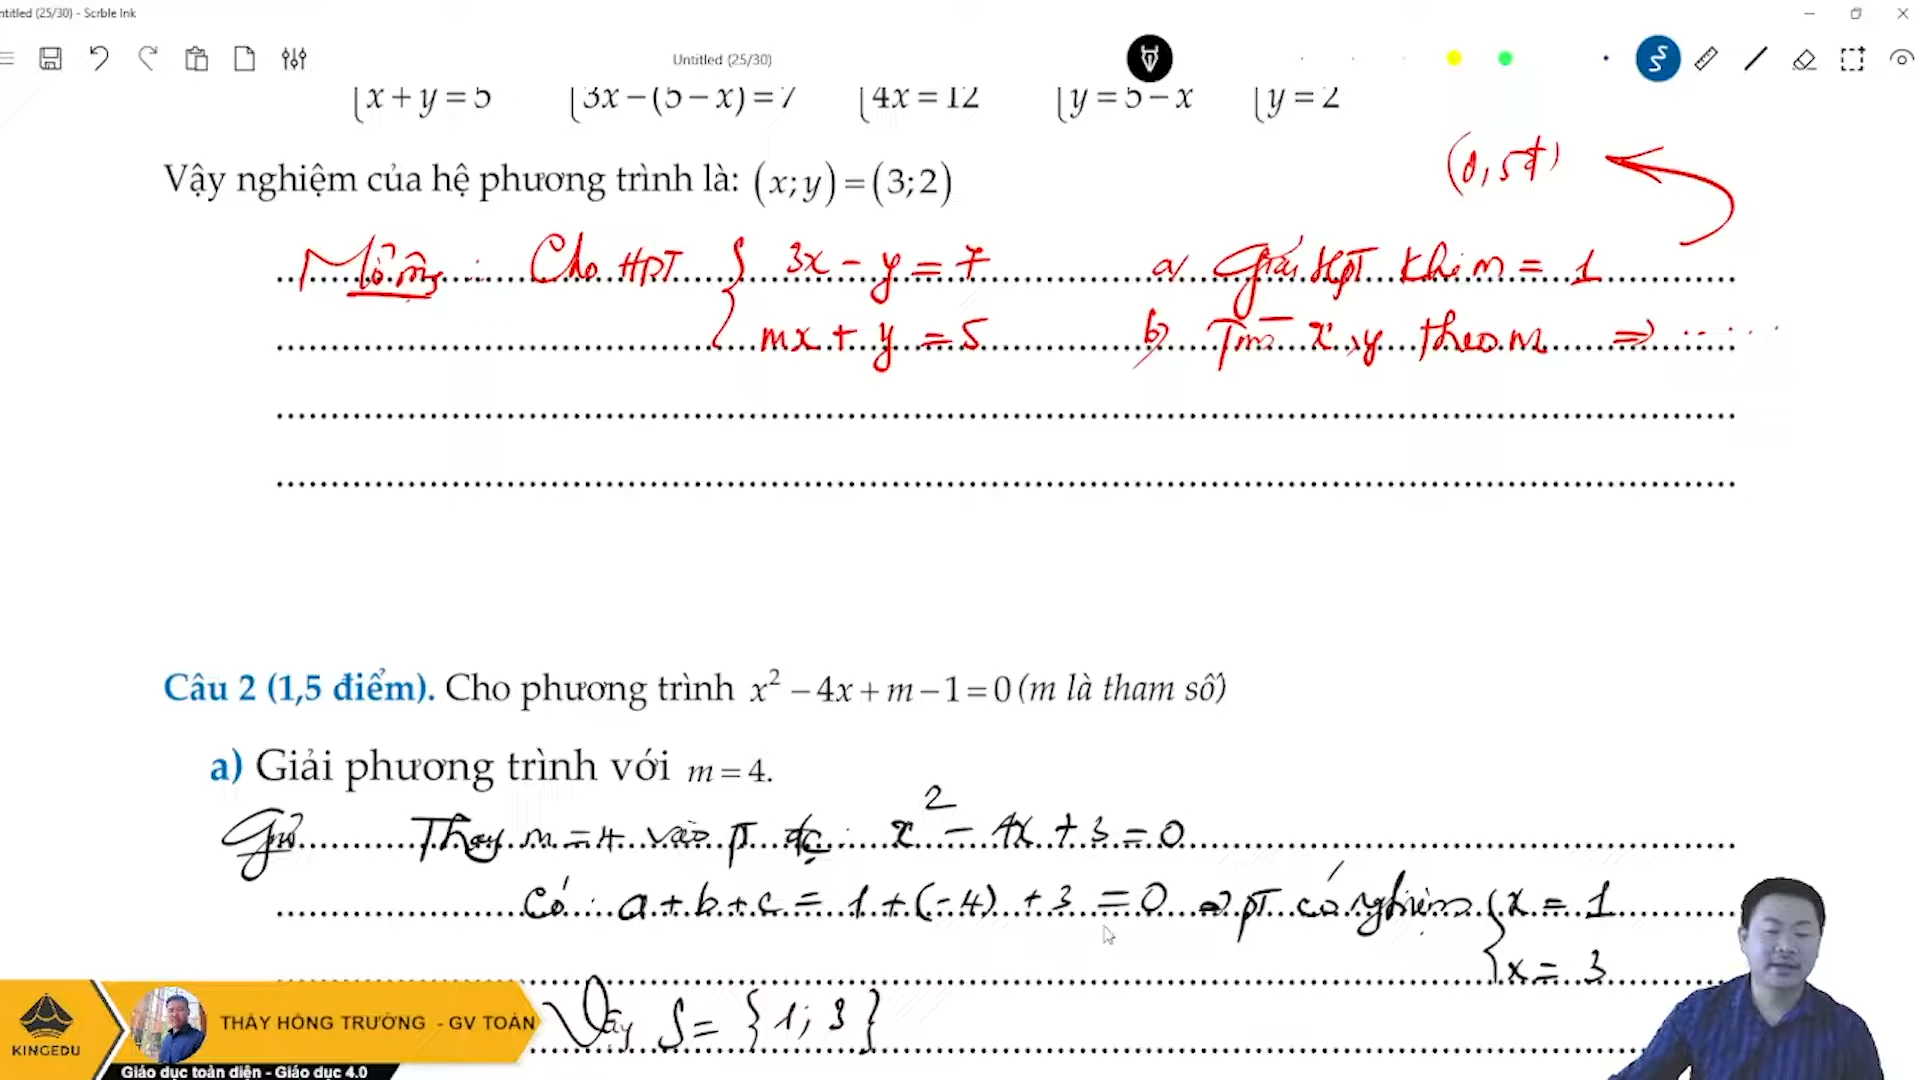 ntitled (25/30) - Scrble Ink
Untitled (25/30)
{x + y = 5 {3x − (5 − x) = 7 {4x = 12 {y = 5 − x {y = 2
(0,5đ)
Vậy nghiệm của hệ phương trình là: (x; y) = (3; 2)
Mở rộng: Cho HPT { 3x − y = 7 a/ Giải hpt khi m = 1
mx + y = 5 b) Tìm x, y theo m ⇒ ......
Câu 2 (1,5 điểm). Cho phương trình x² − 4x + m − 1 = 0 (m là tham số)
a) Giải phương trình với m = 4.
Giải Thay m = 4 vào pt đc: x² − 4x + 3 = 0
Có: a + b + c = 1 + (−4) + 3 = 0 ⇒ pt có nghiệm { x = 1
x = 3
Vậy S = {1; 3}
THẦY HỒNG TRƯỜNG - GV TOÁN
KINGEDU
Giáo dục toàn diện - Giáo dục 4.0